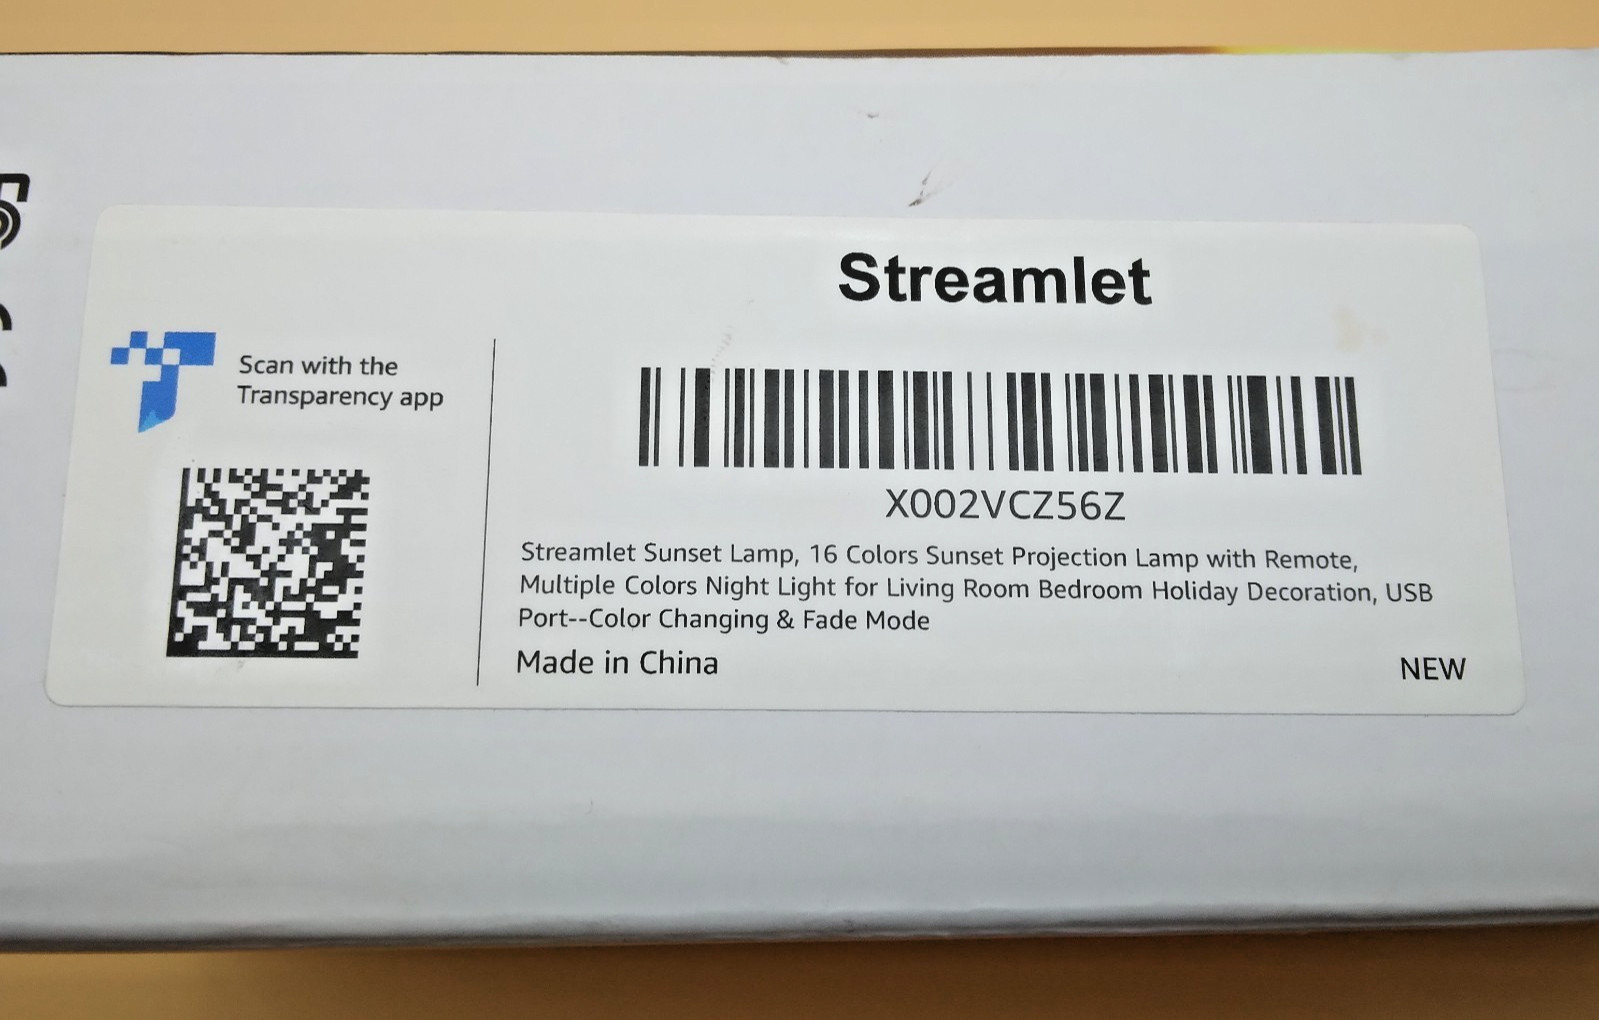 Streamlet
Scan with the
Transparency app
X002VCZ56Z
Streamlet Sunset Lamp, 16 Colors Sunset Projection Lamp with Remote,
Multiple Colors Night Light for Living Room Bedroom Holiday Decoration, USB
Port--Color Changing & Fade Mode
Made in China
NEW